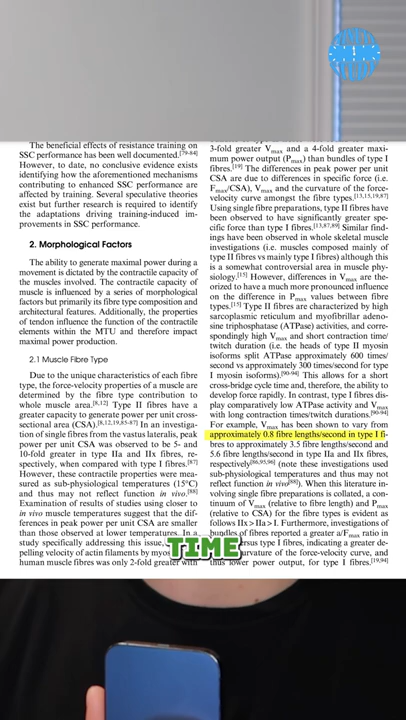 The beneficial effects of resistance training on
SSC performance has been well documented.[79-84]
However, to date, no conclusive evidence exists
identifying how the aforementioned mechanisms
contributing to enhanced SSC performance are
affected by training. Several speculative theories
exist but further research is required to identify
the adaptations driving training-induced im-
provements in SSC performance.
2. Morphological Factors
The ability to generate maximal power during a
movement is dictated by the contractile capacity of
the muscles involved. The contractile capacity of
muscle is influenced by a series of morphological
factors but primarily its fibre type composition and
architectural features. Additionally, the properties
of tendon influence the function of the contractile
elements within the MTU and therefore impact
maximal power production.
2.1 Muscle Fibre Type
Due to the unique characteristics of each fibre
type, the force-velocity properties of a muscle are
determined by the fibre type contribution to
whole muscle area.[8,12] Type II fibres have a
greater capacity to generate power per unit cross-
sectional area (CSA).[8,12,19,85-87] In an investiga-
tion of single fibres from the vastus lateralis, peak
power per unit CSA was observed to be 5- and
10-fold greater in type IIa and IIx fibres, re-
spectively, when compared with type I fibres.[87]
However, these contractile properties were mea-
sured as sub-physiological temperatures (15°C)
and thus may not reflect function in vivo.[88]
Examination of results of studies using closer to
in vivo muscle temperatures suggest that the dif-
ferences in peak power per unit CSA are smaller
than those observed at lower temperatures. In a
study specifically addressing this issue,
pelling velocity of actin filaments by myos
human muscle fibres was only 2-fold greater with
3-fold greater Vmax and a 4-fold greater maxi-
mum power output (Pmax) than bundles of type I
fibres.[19] The differences in peak power per unit
CSA are due to differences in specific force (i.e.
Fmax/CSA), Vmax and the curvature of the force-
velocity curve amongst the fibre types.[13,15,19,87]
Using single fibre preparations, type II fibres have
been observed to have significantly greater spe-
cific force than type I fibres.[13,87,89] Similar find-
ings have been observed in whole skeletal muscle
investigations (i.e. muscles composed mainly of
type II fibres vs mainly type I fibres) although this
is a somewhat controversial area in muscle phy-
siology.[15] However, differences in Vmax are the-
orized to have a much more pronounced influence
on the difference in Pmax values between fibre
types.[15] Type II fibres are characterized by high
sarcoplasmic reticulum and myofibrillar adeno-
sine triphosphatase (ATPase) activities, and corre-
spondingly high Vmax and short contraction time/
twitch duration (i.e. the heads of type II myosin
isoforms split ATP approximately 600 times/
second vs approximately 300 times/second for type
I myosin isoforms).[90-94] This allows for a short
cross-bridge cycle time and, therefore, the ability to
develop force rapidly. In contrast, type I fibres dis-
play comparatively low ATPase activity and Vmax
with long contraction times/twitch durations.[90-94]
For example, Vmax has been shown to vary from
approximately 0.8 fibre lengths/second in type I fi-
bres to approximately 3.5 fibre lengths/second and
5.6 fibre lengths/second in type IIa and IIx fibres,
respectively[86,95,96] (note these investigations used
sub-physiological temperatures and thus may not
reflect function in vivo[88]). When this literature in-
volving single fibre preparations is collated, a con-
tinuum of Vmax (relative to fibre length) and Pmax
(relative to CSA) for the fibre types is evident as
follows IIx > IIa > I. Furthermore, investigations of
bundles of fibres reported a greater a/Fmax ratio in
versus type I fibres, indicating a greater de-
curvature of the force-velocity curve, and
thus lower power output, for type I fibres.[19,94]
TIME